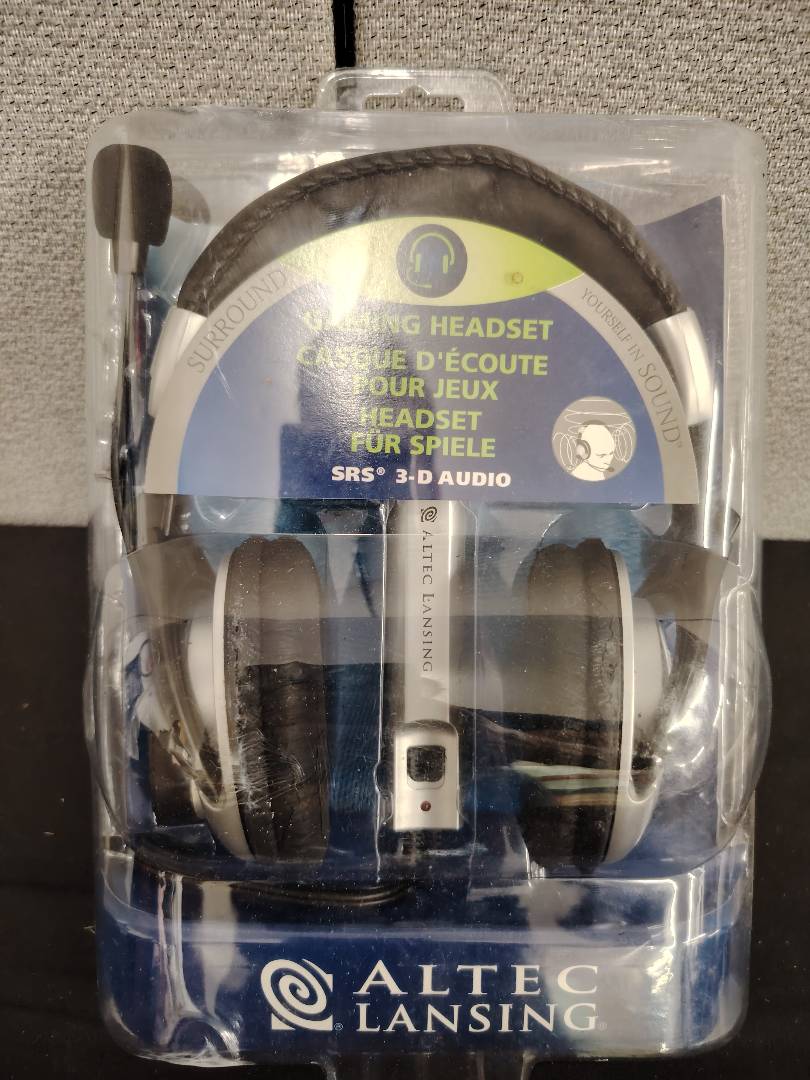 SURROUND
YOURSELF IN SOUND®
GAMING HEADSET
CASQUE D'ÉCOUTE
POUR JEUX
HEADSET
FÜR SPIELE
SRS® 3-D AUDIO
ALTEC LANSING
ALTEC
LANSING®